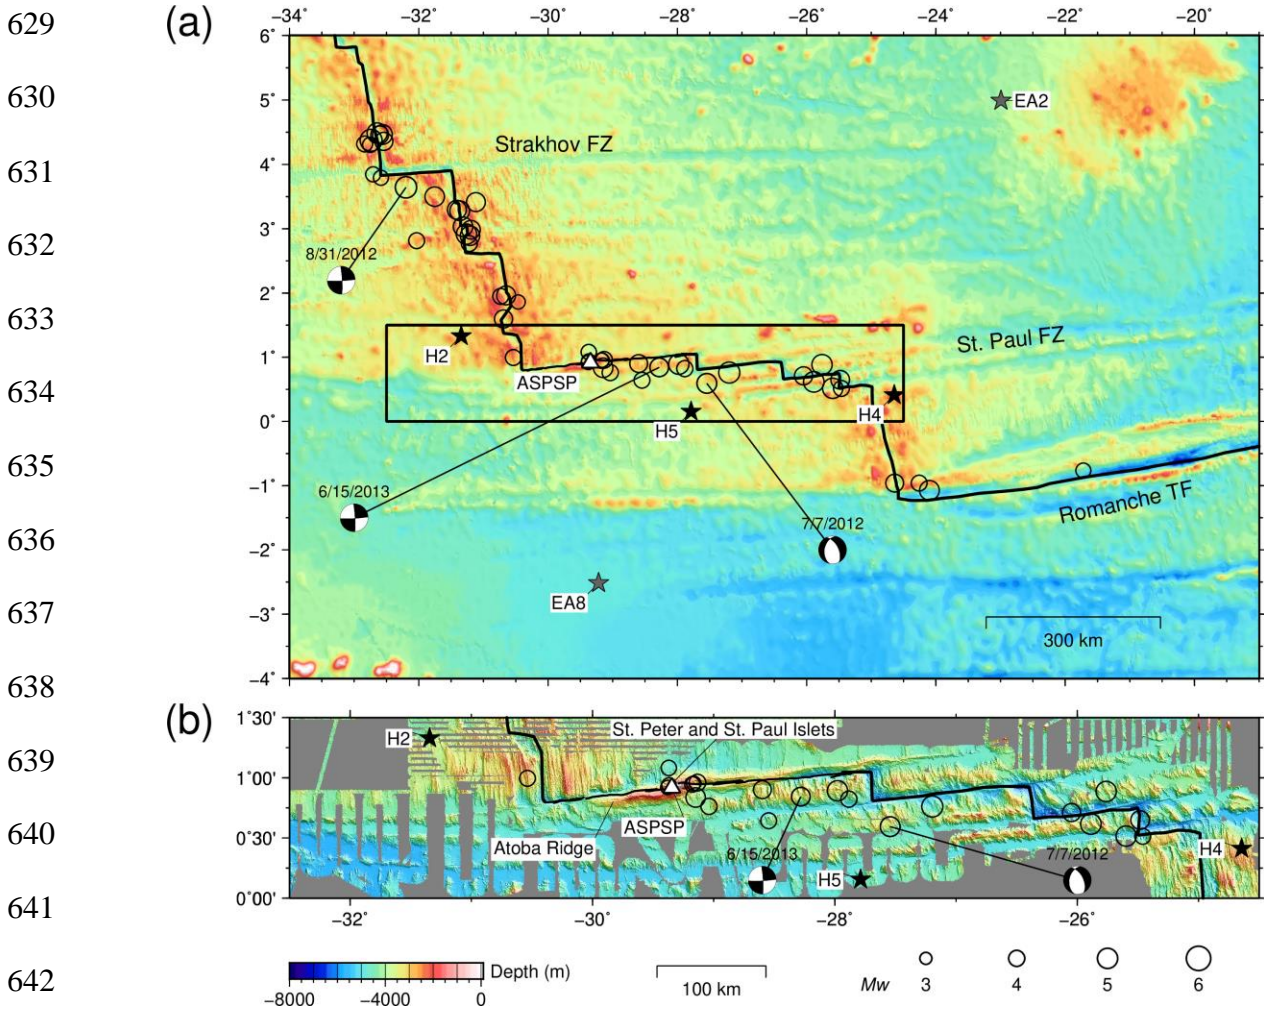 629
630
631
632
633
634
635
636
637
638
639
640
641
642
(a)
−34° −32° −30° −28° −26° −24° −22° −20°
6°
5°
4°
3°
2°
1°
0°
−1°
−2°
−3°
−4°
EA2
Strakhov FZ
8/31/2012
H2
St. Paul FZ
ASPSP
H4
H5
6/15/2013
Romanche TF
7/7/2012
EA8
300 km
(b)
1°30'
1°00'
0°30'
0°00'
St. Peter and St. Paul Islets
H2
ASPSP
Atoba Ridge
6/15/2013
7/7/2012
H4
H5
−32° −30° −28° −26°
Depth (m)
−8000 −4000 0
100 km
Mw 3 4 5 6